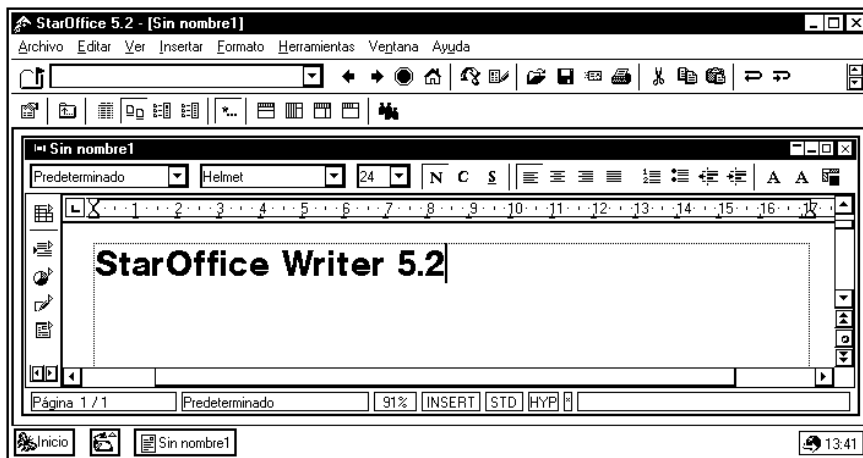 StarOffice 5.2 - [Sin nombre1]
Archivo Editar Ver Insertar Formato Herramientas Ventana Ayuda
Sin nombre1
Predeterminado Helmet 24 N C S A A
1 2 3 4 5 6 7 8 9 10 11 12 13 14 15 16 17
StarOffice Writer 5.2
Página 1 / 1 Predeterminado 91% INSERT STD HYP *
Inicio Sin nombre1 13:41